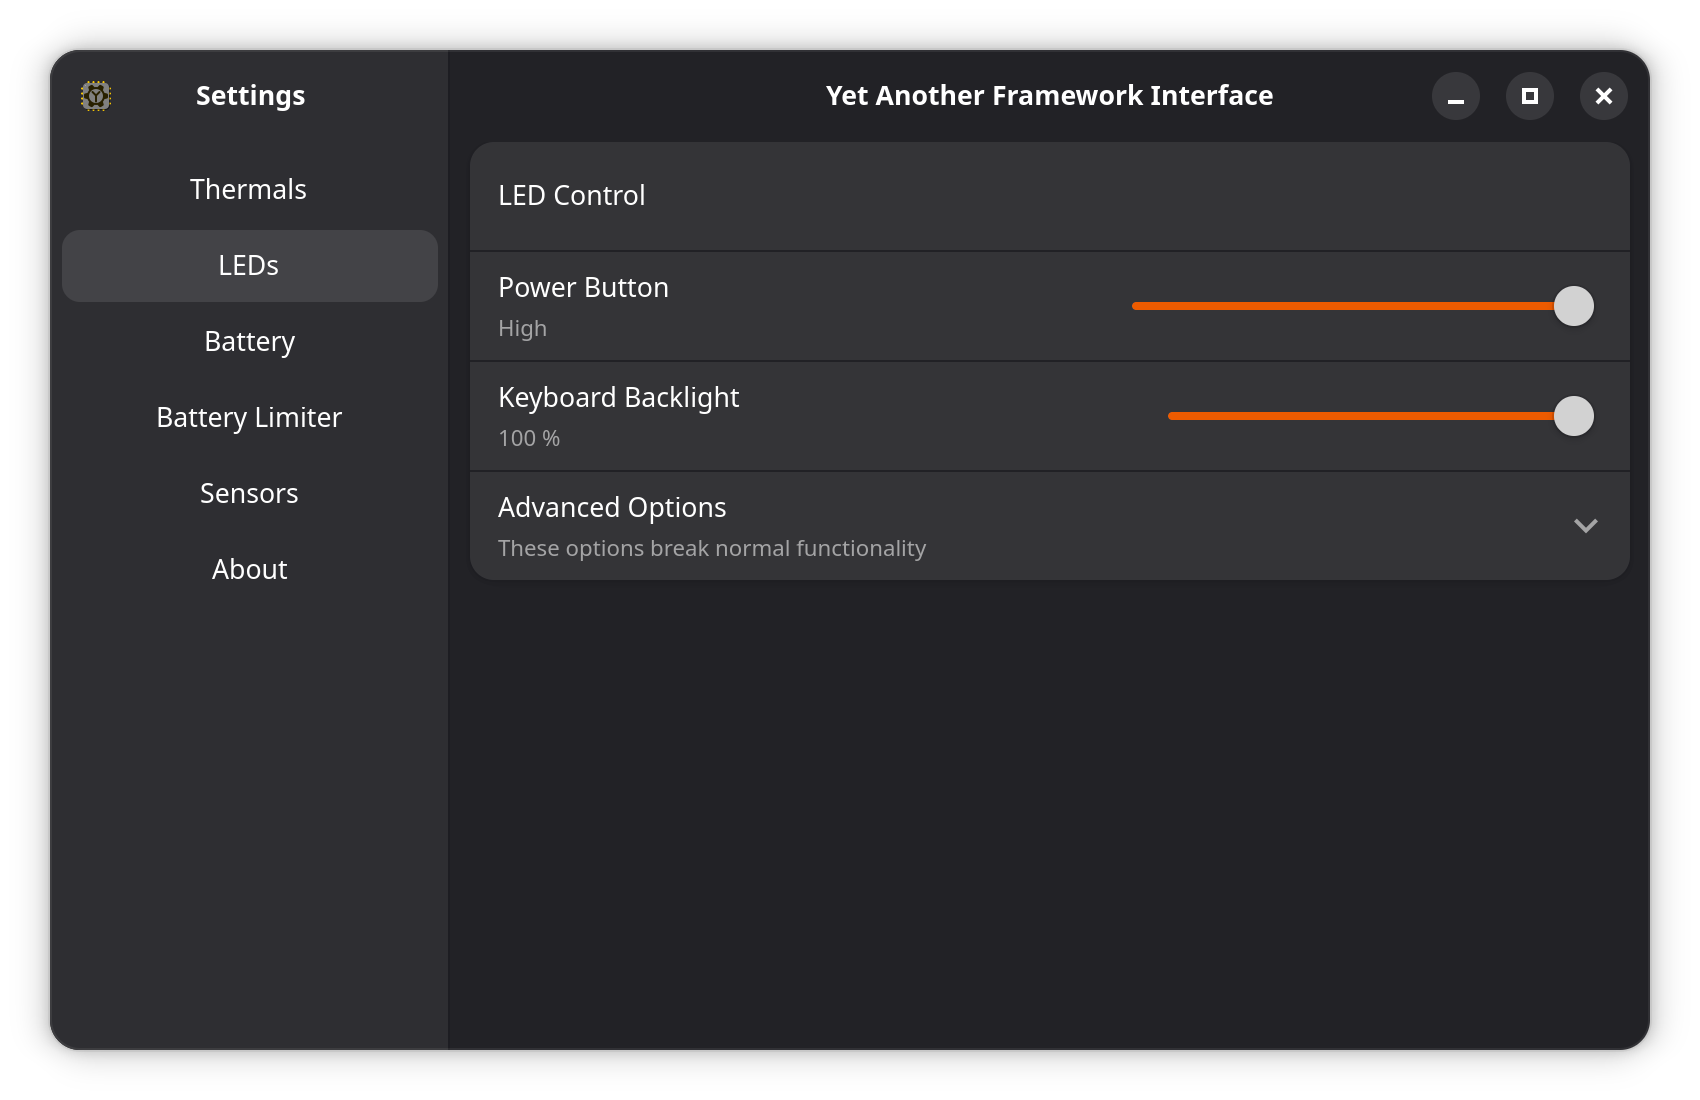 Settings
Thermals
LEDs
Battery
Battery Limiter
Sensors
About
Yet Another Framework Interface
LED Control
Power Button
High
Keyboard Backlight
100 %
Advanced Options
These options break normal functionality